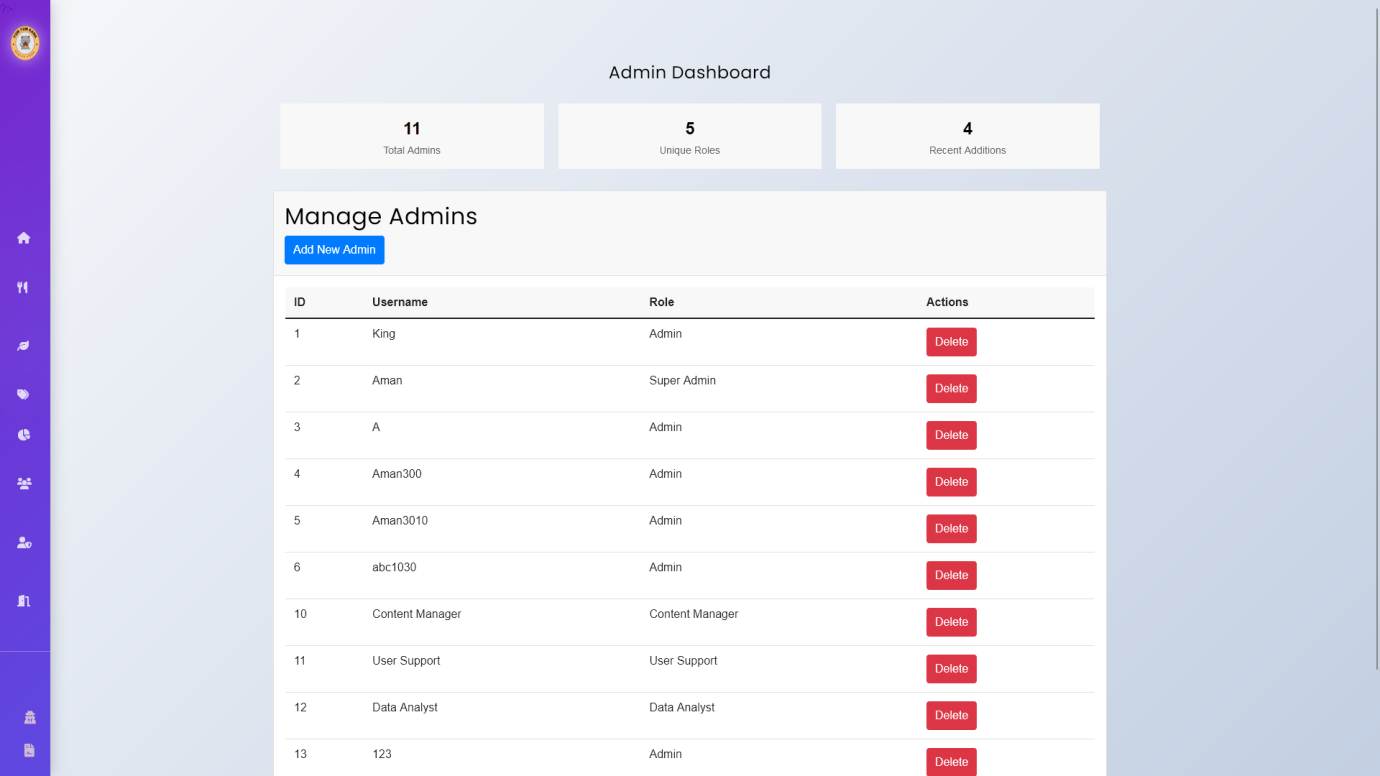 ?>
Admin Dashboard
11 5 4
Total Admins Unique Roles Recent Additions
Manage Admins
Add New Admin
ID Username Role Actions
1 King Admin Delete
2 Aman Super Admin Delete
3 A Admin Delete
4 Aman300 Admin Delete
5 Aman3010 Admin Delete
6 abc1030 Admin Delete
10 Content Manager Content Manager Delete
11 User Support User Support Delete
12 Data Analyst Data Analyst Delete
13 123 Admin Delete